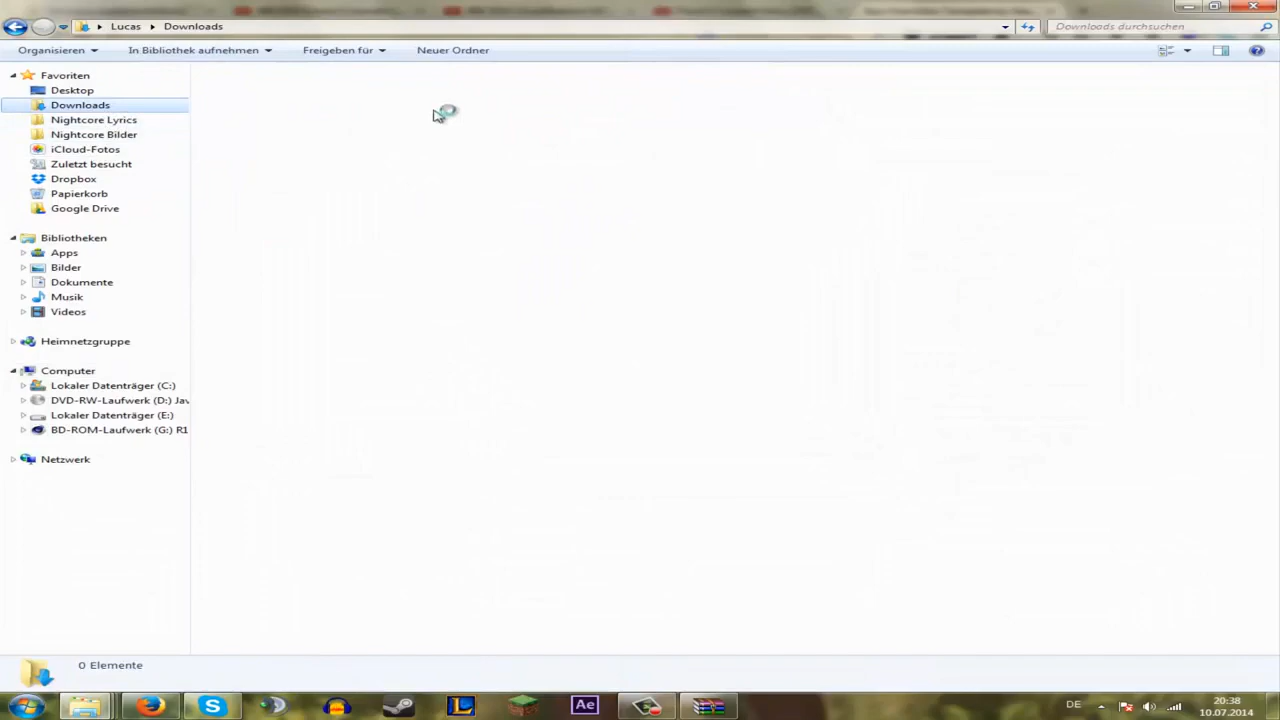 Lucas Downloads
Downloads durchsuchen
Organisieren In Bibliothek aufnehmen Freigeben für Neuer Ordner
Favoriten
Desktop
Downloads
Nightcore Lyrics
Nightcore Bilder
iCloud-Fotos
Zuletzt besucht
Dropbox
Papierkorb
Google Drive
Bibliotheken
Apps
Bilder
Dokumente
Musik
Videos
Heimnetzgruppe
Computer
Lokaler Datenträger (C:)
DVD-RW-Laufwerk (D:) Jav
Lokaler Datenträger (E:)
BD-ROM-Laufwerk (G:) R1
Netzwerk
0 Elemente
Ae
DE
20:38
10.07.2014